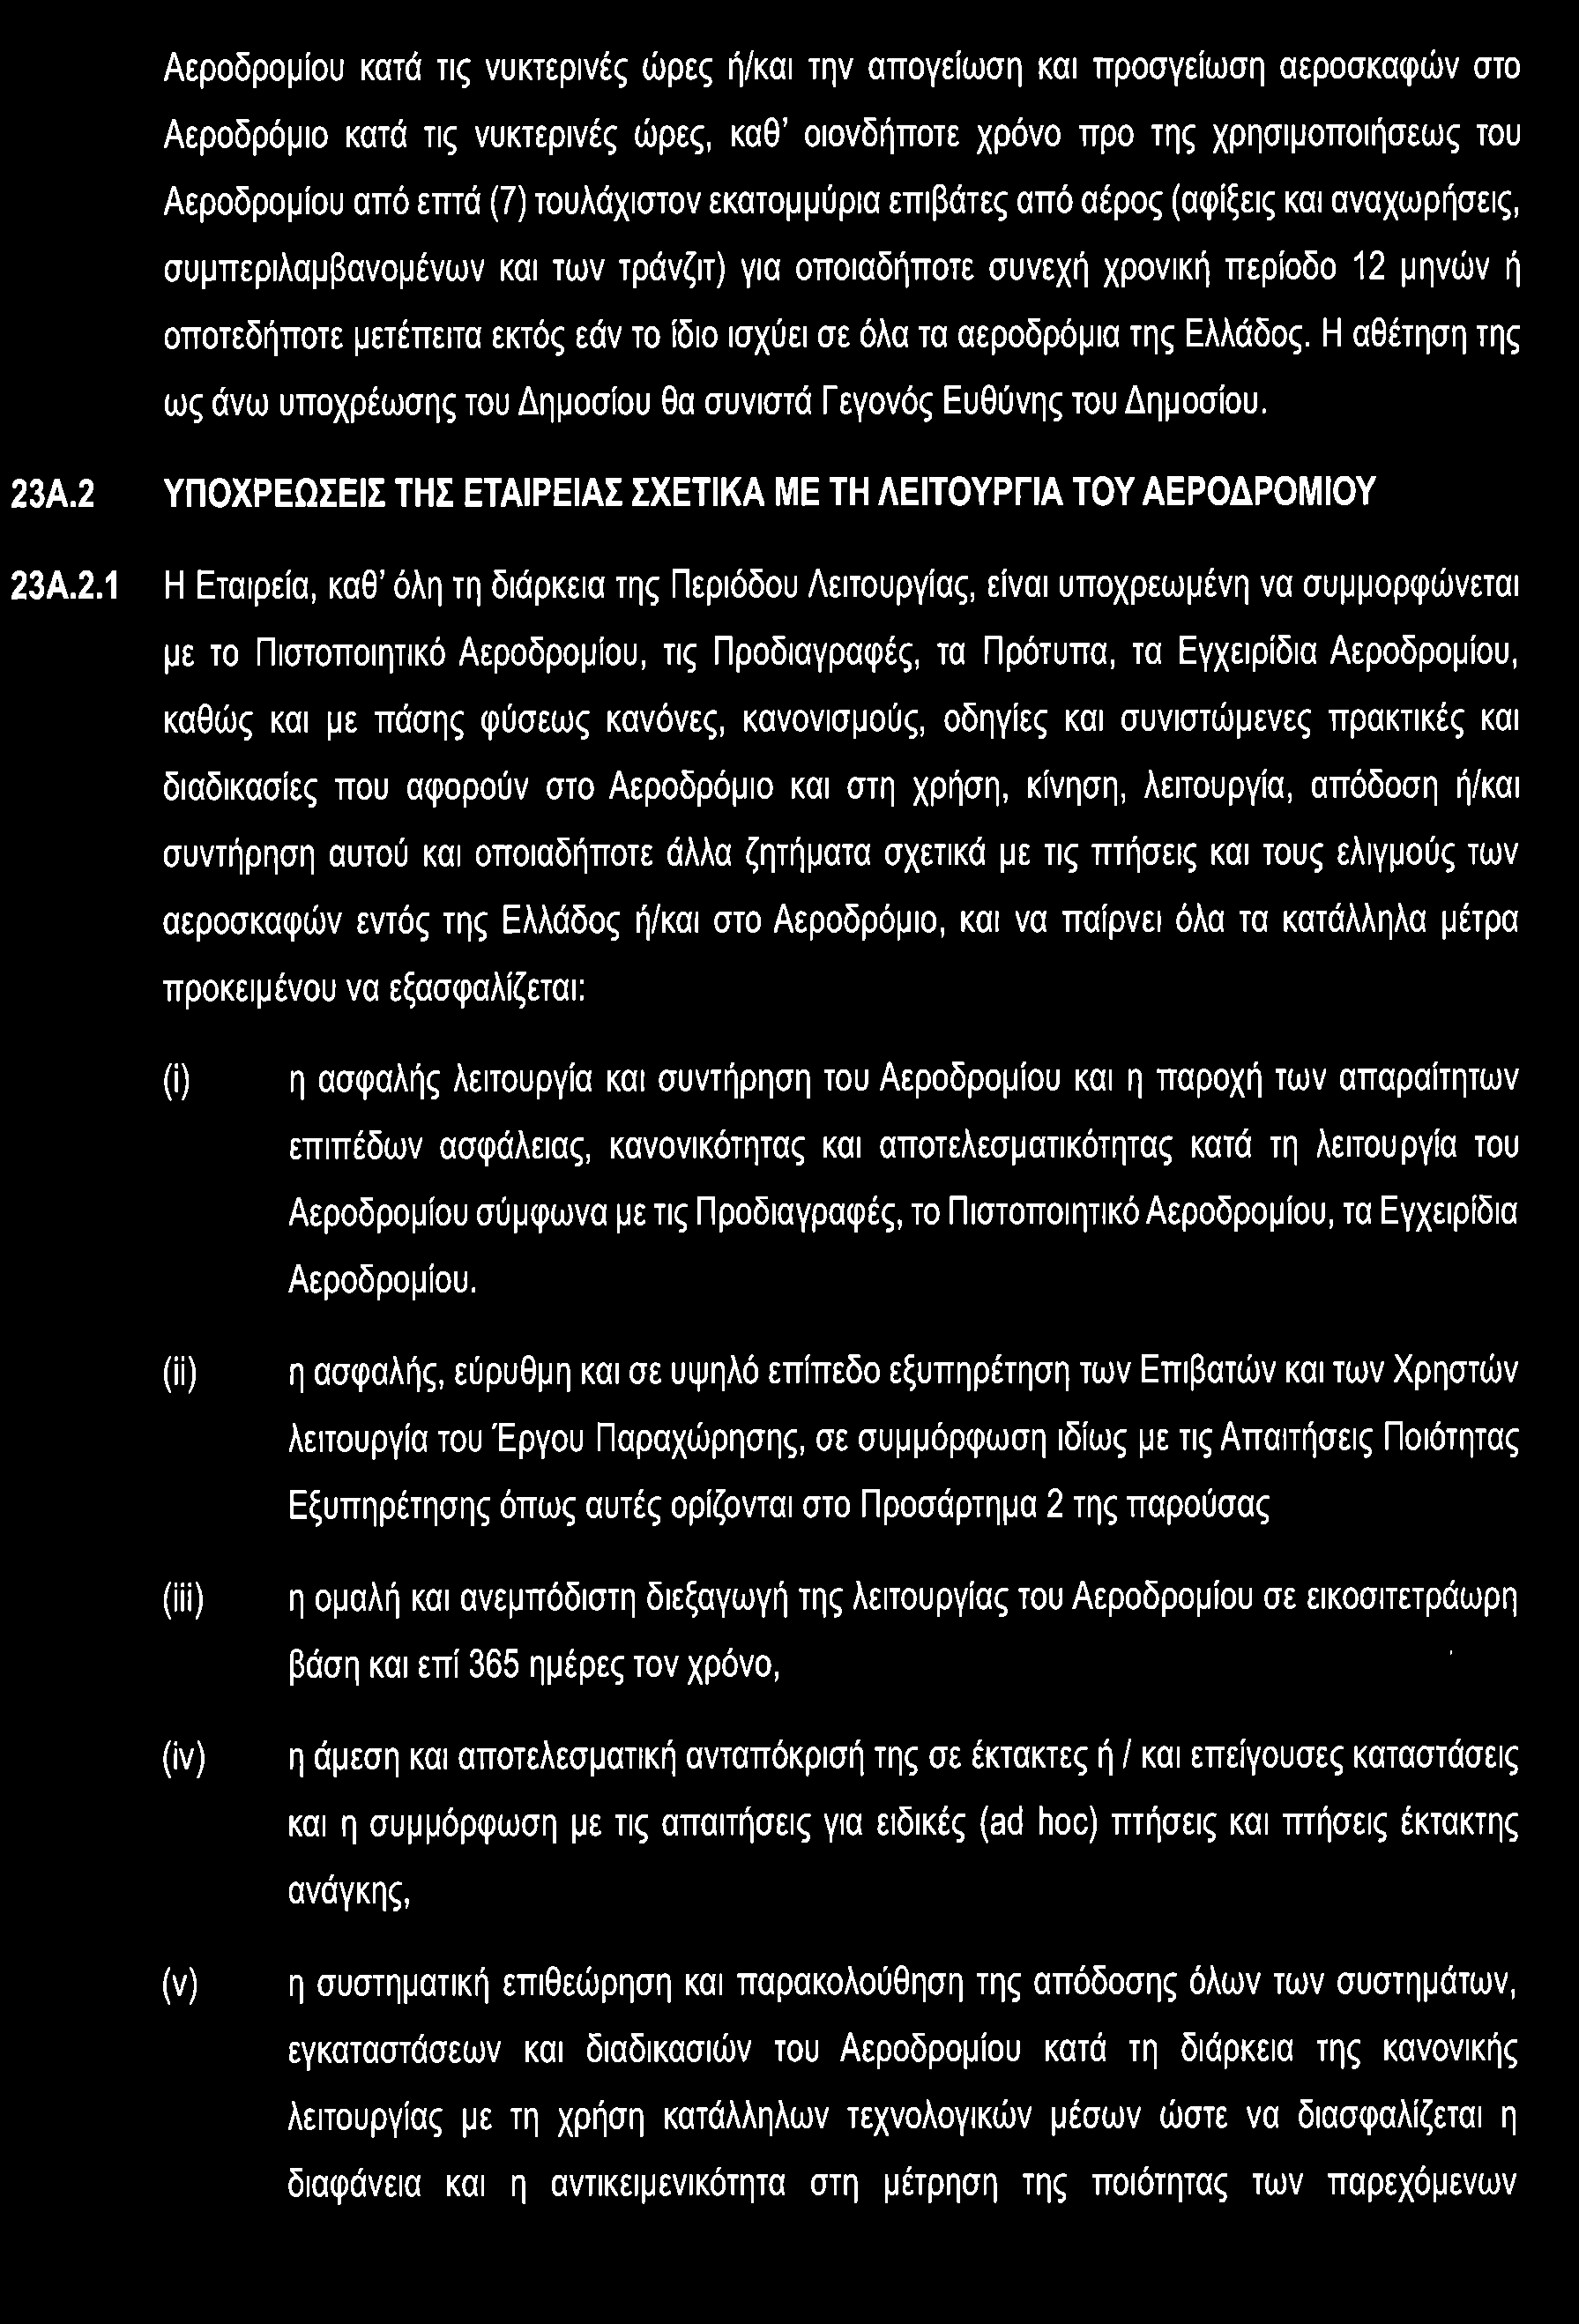 Αεροδρομίου κατά τις νυκτερινές ώρες ή/και την απογείωση και προσγείωση αεροσκαφών στο
Αεροδρόμιο κατά τις νυκτερινές ώρες, καθ’ οιονδήποτε χρόνο προ της χρησιμοποιήσεως του
Αεροδρομίου από επτά (7) τουλάχιστον εκατομμύρια επιβάτες από αέρος (αφίξεις και αναχωρήσεις,
συμπεριλαμβανομένων και των τράνζιτ) για οποιαδήποτε συνεχή χρονική περίοδο 12 μηνών ή
οποτεδήποτε μετέπειτα εκτός εάν το ίδιο ισχύει σε όλα τα αεροδρόμια της Ελλάδος. Η αθέτηση της
ως άνω υποχρέωσης του Δημοσίου θα συνιστά Γεγονός Ευθύνης του Δημοσίου.
23Α.2 ΥΠΟΧΡΕΩΣΕΙΣ ΤΗΣ ΕΤΑΙΡΕΙΑΣ ΣΧΕΤΙΚΑ ΜΕ ΤΗ ΛΕΙΤΟΥΡΓΙΑ ΤΟΥ ΑΕΡΟΔΡΟΜΙΟΥ
23Α.2.1 Η Εταιρεία, καθ’ όλη τη διάρκεια της Περιόδου Λειτουργίας, είναι υποχρεωμένη να συμμορφώνεται
με το Πιστοποιητικό Αεροδρομίου, τις Προδιαγραφές, τα Πρότυπα, τα Εγχειρίδια Αεροδρομίου,
καθώς και με πάσης φύσεως κανόνες, κανονισμούς, οδηγίες και συνιστώμενες πρακτικές και
διαδικασίες που αφορούν στο Αεροδρόμιο και στη χρήση, κίνηση, λειτουργία, απόδοση ή/και
συντήρηση αυτού και οποιαδήποτε άλλα ζητήματα σχετικά με τις πτήσεις και τους ελιγμούς των
αεροσκαφών εντός της Ελλάδος ή/και στο Αεροδρόμιο, και να παίρνει όλα τα κατάλληλα μέτρα
προκειμένου να εξασφαλίζεται:
(i) η ασφαλής λειτουργία και συντήρηση του Αεροδρομίου και η παροχή των απαραίτητων
επιπέδων ασφάλειας, κανονικότητας και αποτελεσματικότητας κατά τη λειτουργία του
Αεροδρομίου σύμφωνα με τις Προδιαγραφές, το Πιστοποιητικό Αεροδρομίου, τα Εγχειρίδια
Αεροδρομίου.
(ii) η ασφαλής, εύρυθμη και σε υψηλό επίπεδο εξυπηρέτηση των Επιβατών και των Χρηστών
λειτουργία του Έργου Παραχώρησης, σε συμμόρφωση ιδίως με τις Απαιτήσεις Ποιότητας
Εξυπηρέτησης όπως αυτές ορίζονται στο Προσάρτημα 2 της παρούσας
(iii) η ομαλή και ανεμπόδιστη διεξαγωγή της λειτουργίας του Αεροδρομίου σε εικοσιτετράωρη
βάση και επί 365 ημέρες τον χρόνο,
(iv) η άμεση και αποτελεσματική ανταπόκρισή της σε έκτακτες ή / και επείγουσες καταστάσεις
και η συμμόρφωση με τις απαιτήσεις για ειδικές (ad hoc) πτήσεις και πτήσεις έκτακτης
ανάγκης,
(v) η συστηματική επιθεώρηση και παρακολούθηση της απόδοσης όλων των συστημάτων,
εγκαταστάσεων και διαδικασιών του Αεροδρομίου κατά τη διάρκεια της κανονικής
λειτουργίας με τη χρήση κατάλληλων τεχνολογικών μέσων ώστε να διασφαλίζεται η
διαφάνεια και η αντικειμενικότητα στη μέτρηση της ποιότητας των παρεχόμενων